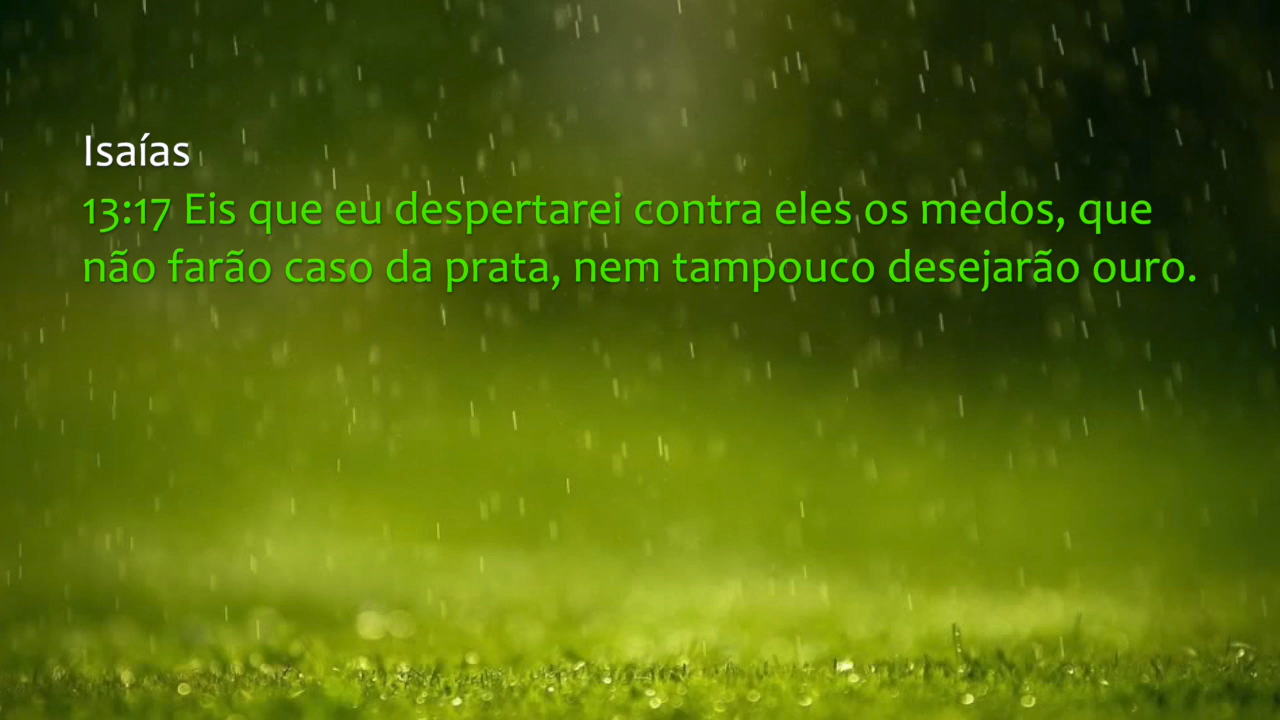 Isaías
13:17 Eis que eu despertarei contra eles os medos, que
não farão caso da prata, nem tampouco desejarão ouro.